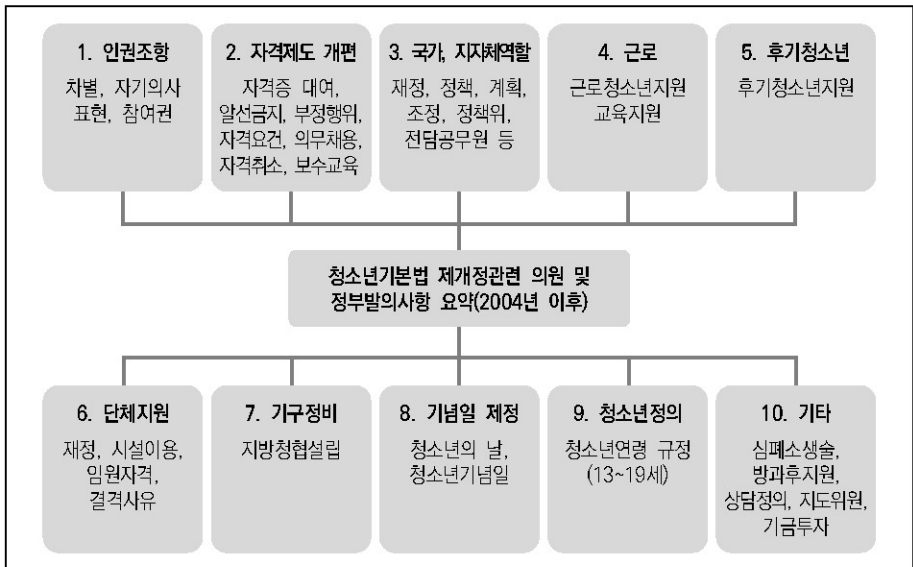 1. 인권조항
차별, 자기의사
표현, 참여권
2. 자격제도 개편
자격증 대여,
알선금지, 부정행위,
자격요건, 의무채용,
자격취소, 보수교육
3. 국가, 지자체역할
재정, 정책, 계획,
조정, 정책위,
전담공무원 등
4. 근로
근로청소년지원
교육지원
5. 후기청소년
후기청소년지원
청소년기본법 제개정관련 의원 및
정부발의사항 요약(2004년 이후)
6. 단체지원
재정, 시설이용,
임원자격,
결격사유
7. 기구정비
지방청협설립
8. 기념일 제정
청소년의 날,
청소년기념일
9. 청소년정의
청소년연령 규정
(13~19세)
10. 기타
심폐소생술,
방과후지원,
상담정의, 지도위원,
기금투자